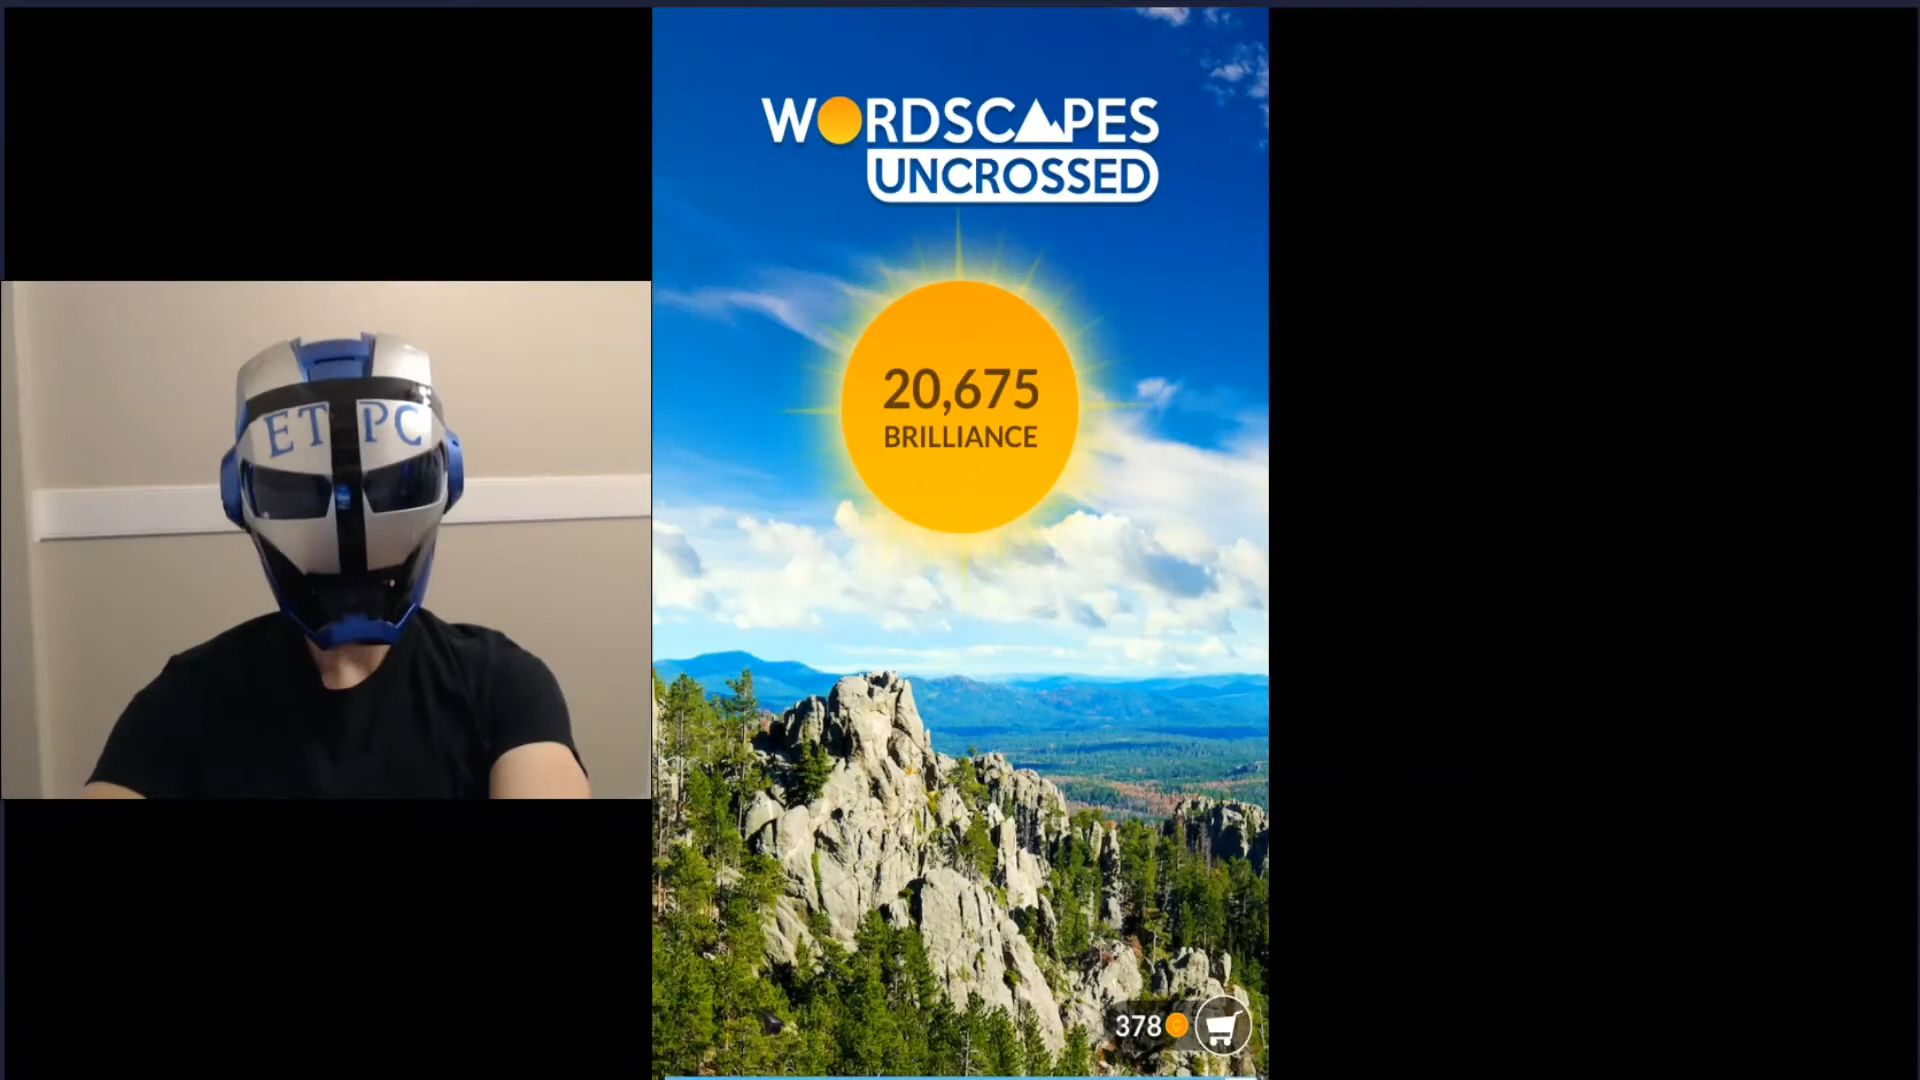 ET PC
WORDSCAPES
UNCROSSED
20,675
BRILLIANCE
378